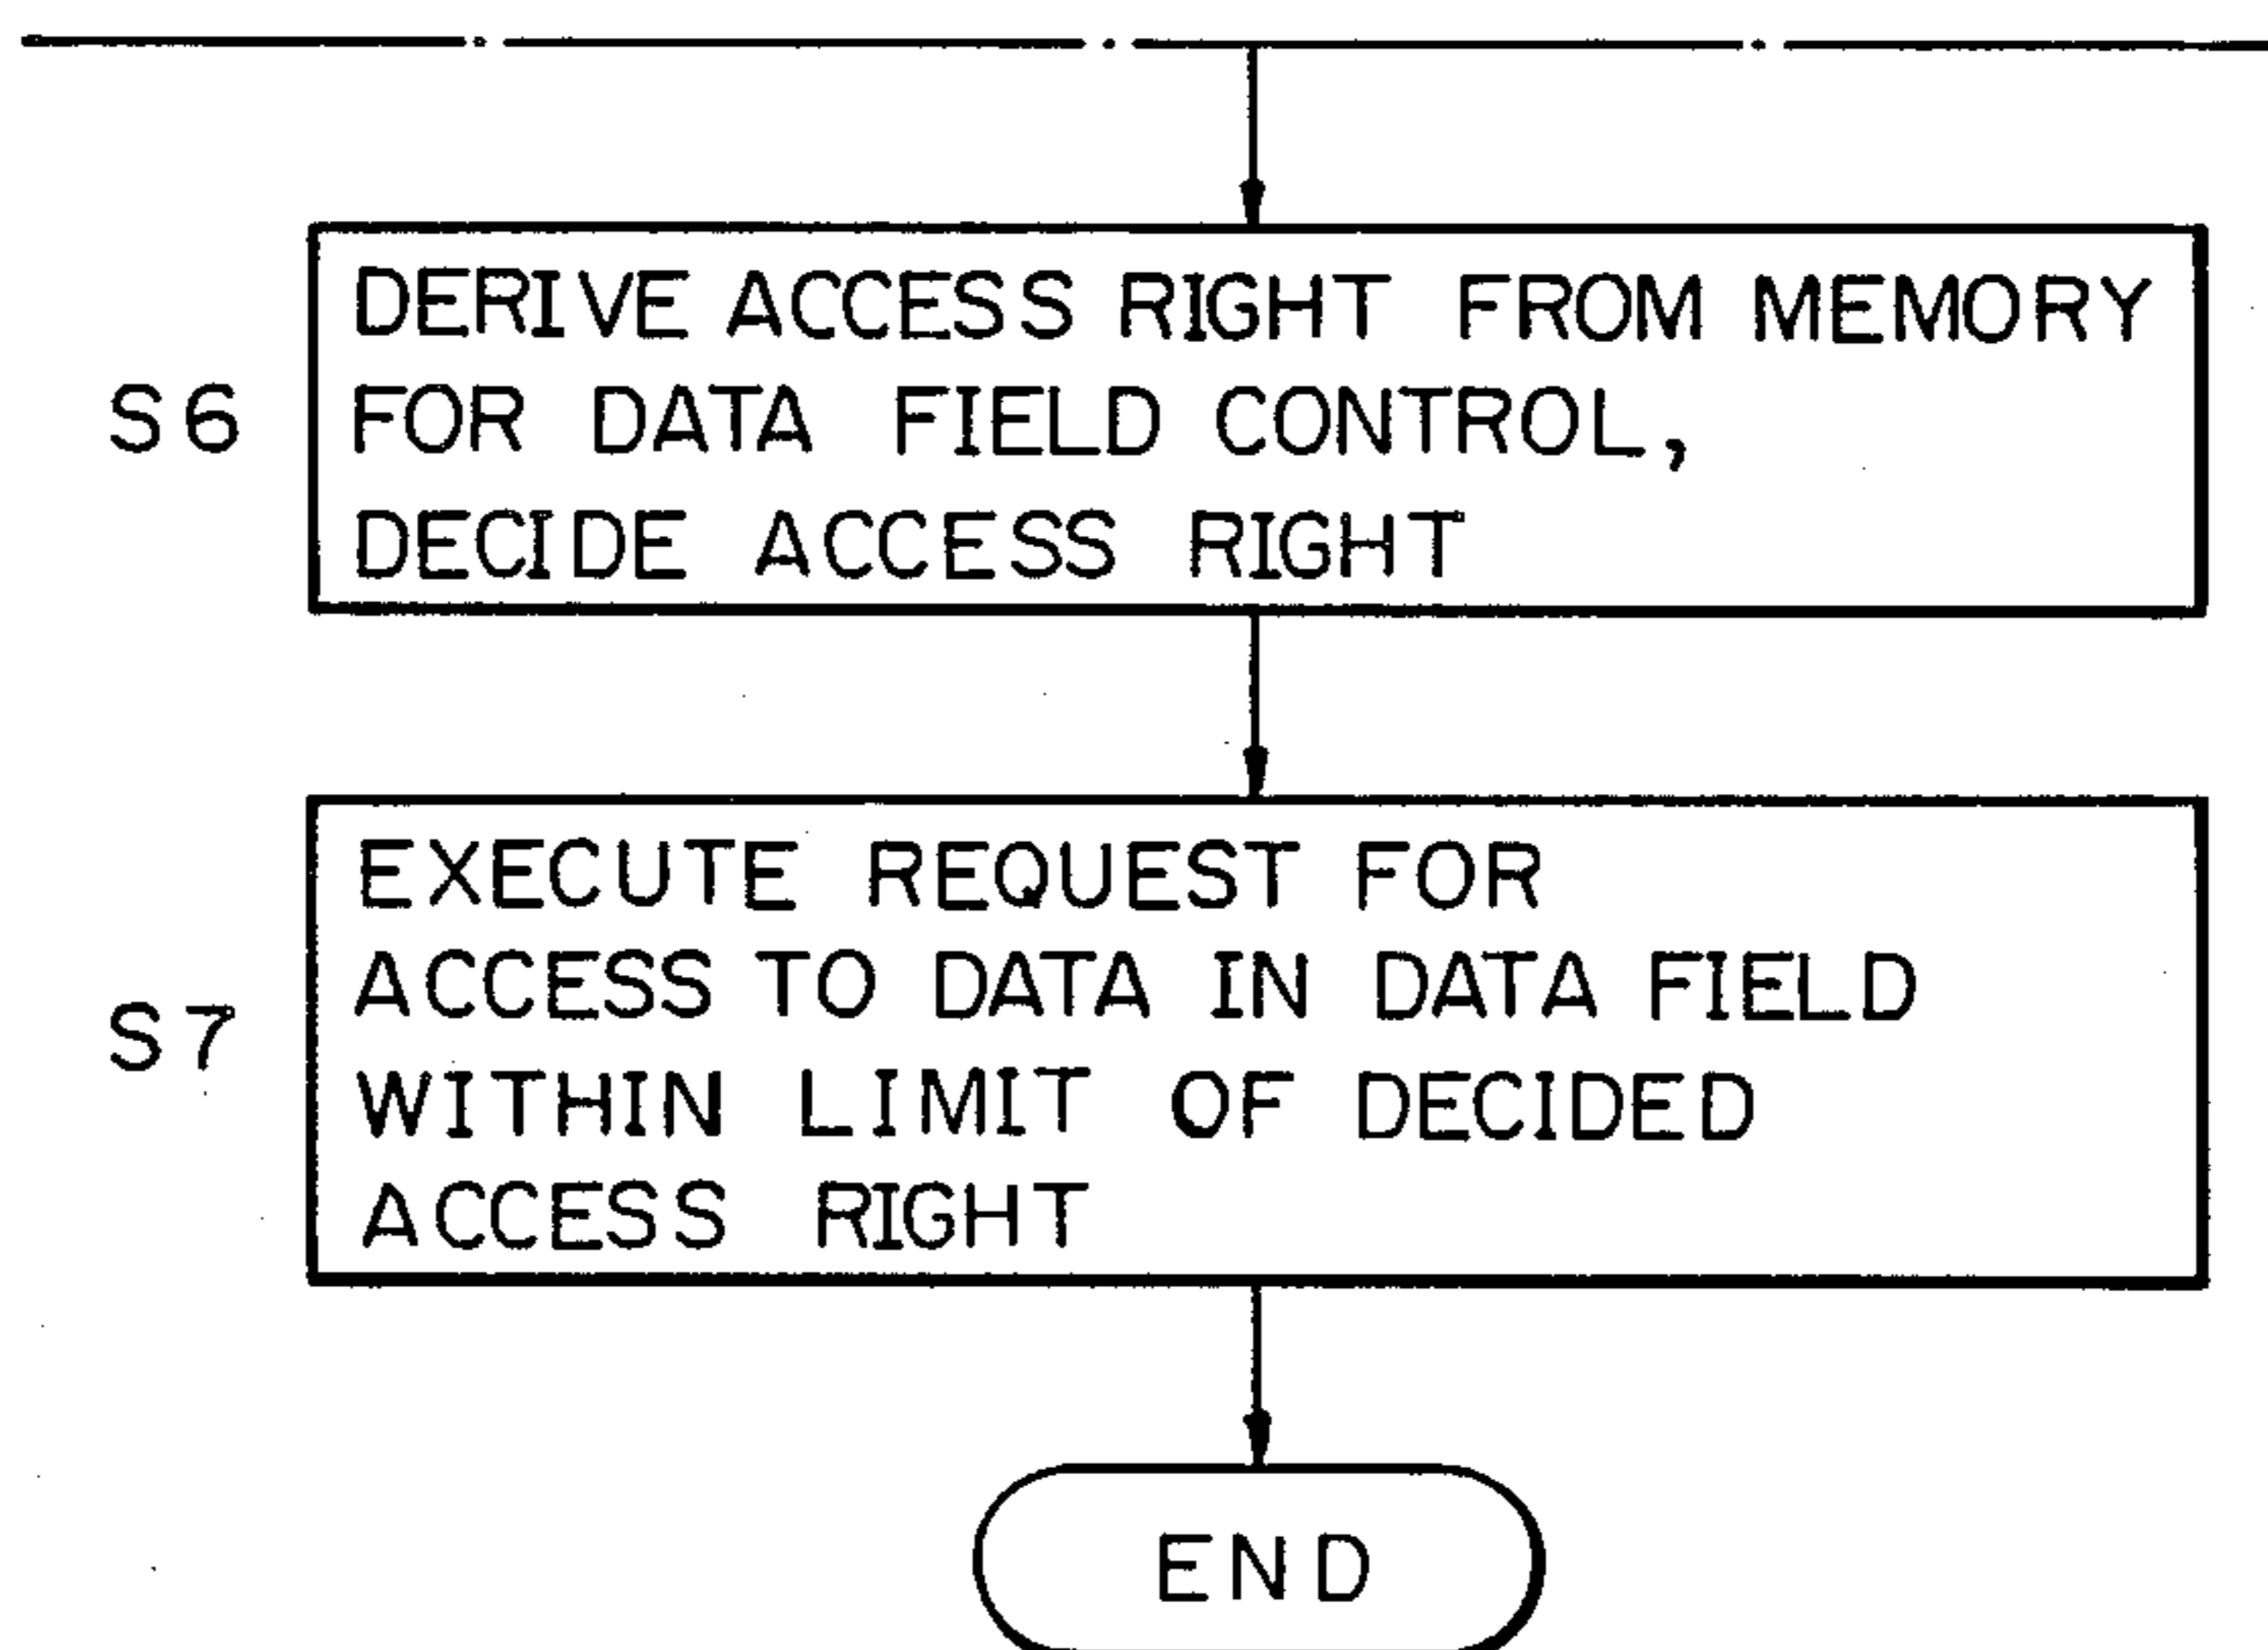 DERIVE ACCESS RIGHT FROM MEMORY
S6 FOR DATA FIELD CONTROL,
DECIDE ACCESS RIGHT
EXECUTE REQUEST FOR
ACCESS TO DATA IN DATA FIELD
S7
WITHIN LIMIT OF DECIDED
ACCESS RIGHT
END